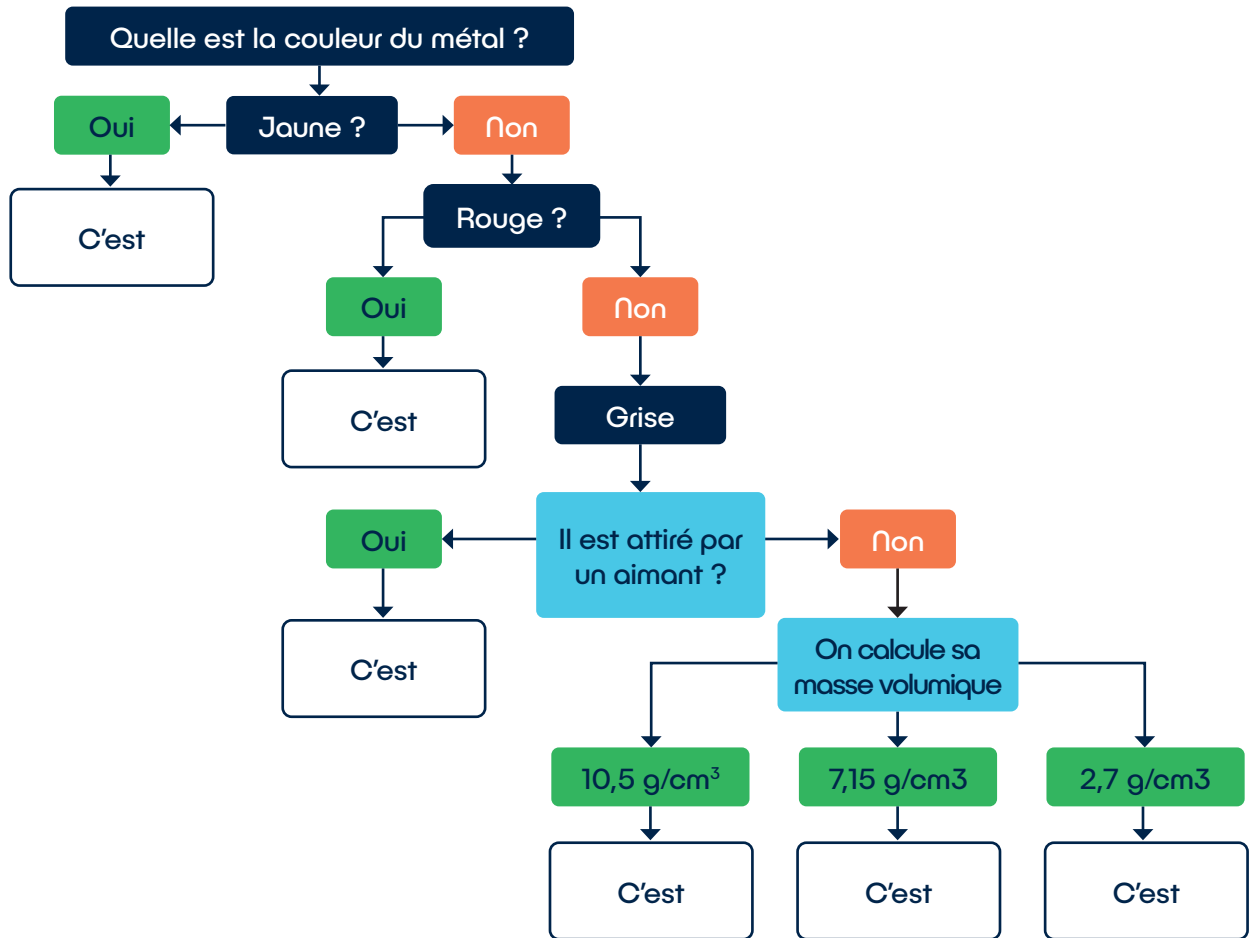 Quelle est la couleur du métal ?
Oui
Jaune ?
Non
C'est
Rouge ?
Oui
Non
C'est
Grise
Oui
Il est attiré par
un aimant ?
Non
C'est
On calcule sa
masse volumique
10,5 g/cm³
7,15 g/cm3
2,7 g/cm3
C'est
C'est
C'est